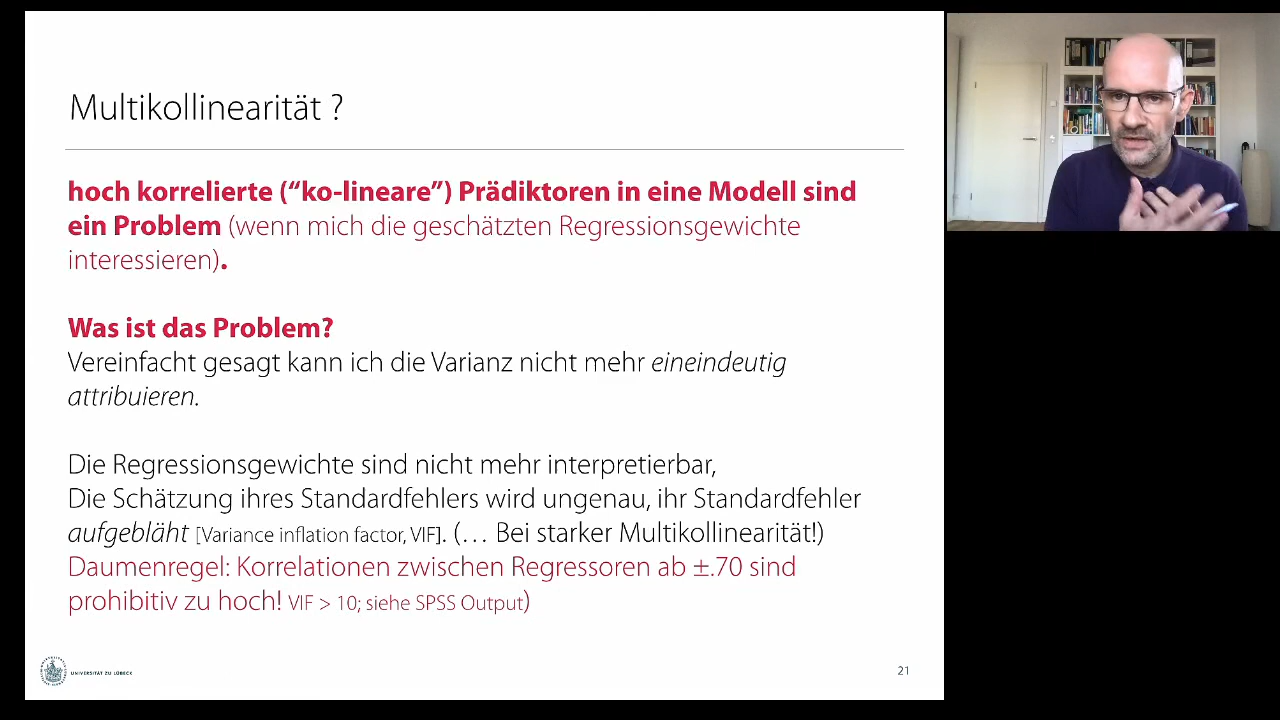 Multikollinearität ?
hoch korrelierte (“ko-lineare”) Prädiktoren in eine Modell sind
ein Problem (wenn mich die geschätzten Regressionsgewichte
interessieren).
Was ist das Problem?
Vereinfacht gesagt kann ich die Varianz nicht mehr eineindeutig
attribuieren.
Die Regressionsgewichte sind nicht mehr interpretierbar,
Die Schätzung ihres Standardfehlers wird ungenau, ihr Standardfehler
aufgebläht [Variance inflation factor, VIF]. (… Bei starker Multikollinearität!)
Daumenregel: Korrelationen zwischen Regressoren ab ±.70 sind
prohibitiv zu hoch! VIF > 10; siehe SPSS Output)
UNIVERSITÄT ZU LÜBECK
21